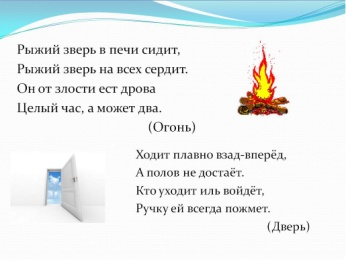 Рыжий зверь в печи сидит,
Рыжий зверь на всех сердит.
Он от злости ест дрова
Целый час, а может два.
(Огонь)
Ходит плавно взад-вперёд,
А полов не достаёт.
Кто уходит иль войдёт,
Ручку ей всегда пожмет.
(Дверь)